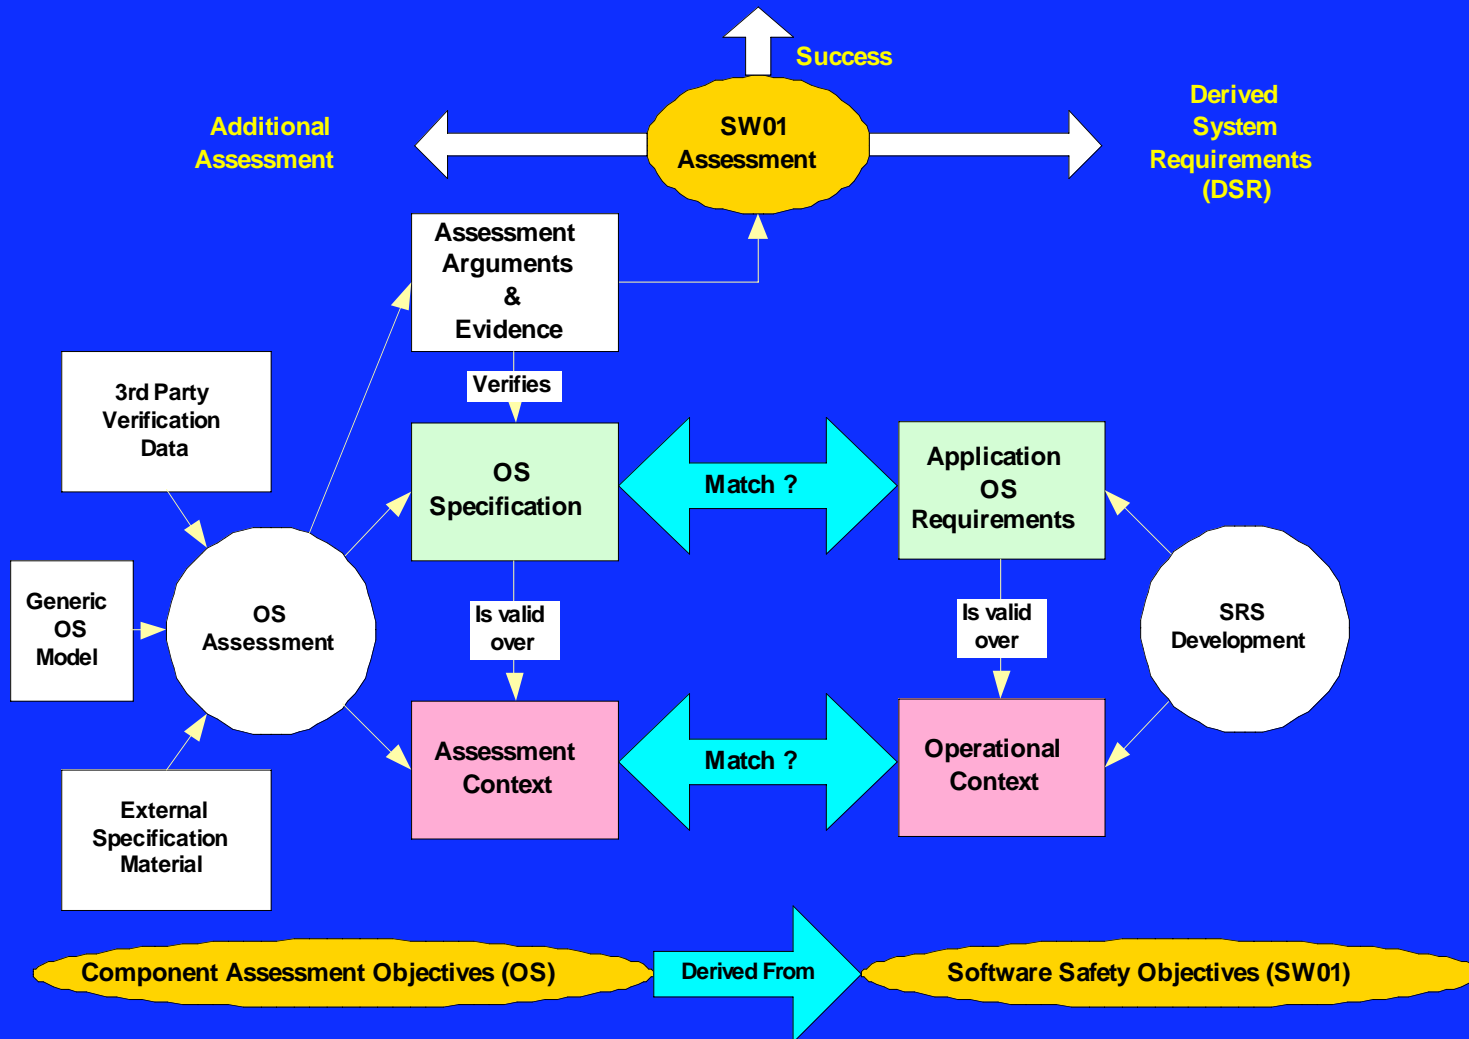 Success
Additional
Assessment
SW01
Assessment
Derived
System
Requirements
(DSR)
Assessment
Arguments
&
Evidence
Verifies
3rd Party
Verification
Data
OS
Specification
Match ?
Application
OS
Requirements
Generic
OS
Model
OS
Assessment
Is valid
over
Is valid
over
SRS
Development
Assessment
Context
Match ?
Operational
Context
External
Specification
Material
Component Assessment Objectives (OS)
Derived From
Software Safety Objectives (SW01)